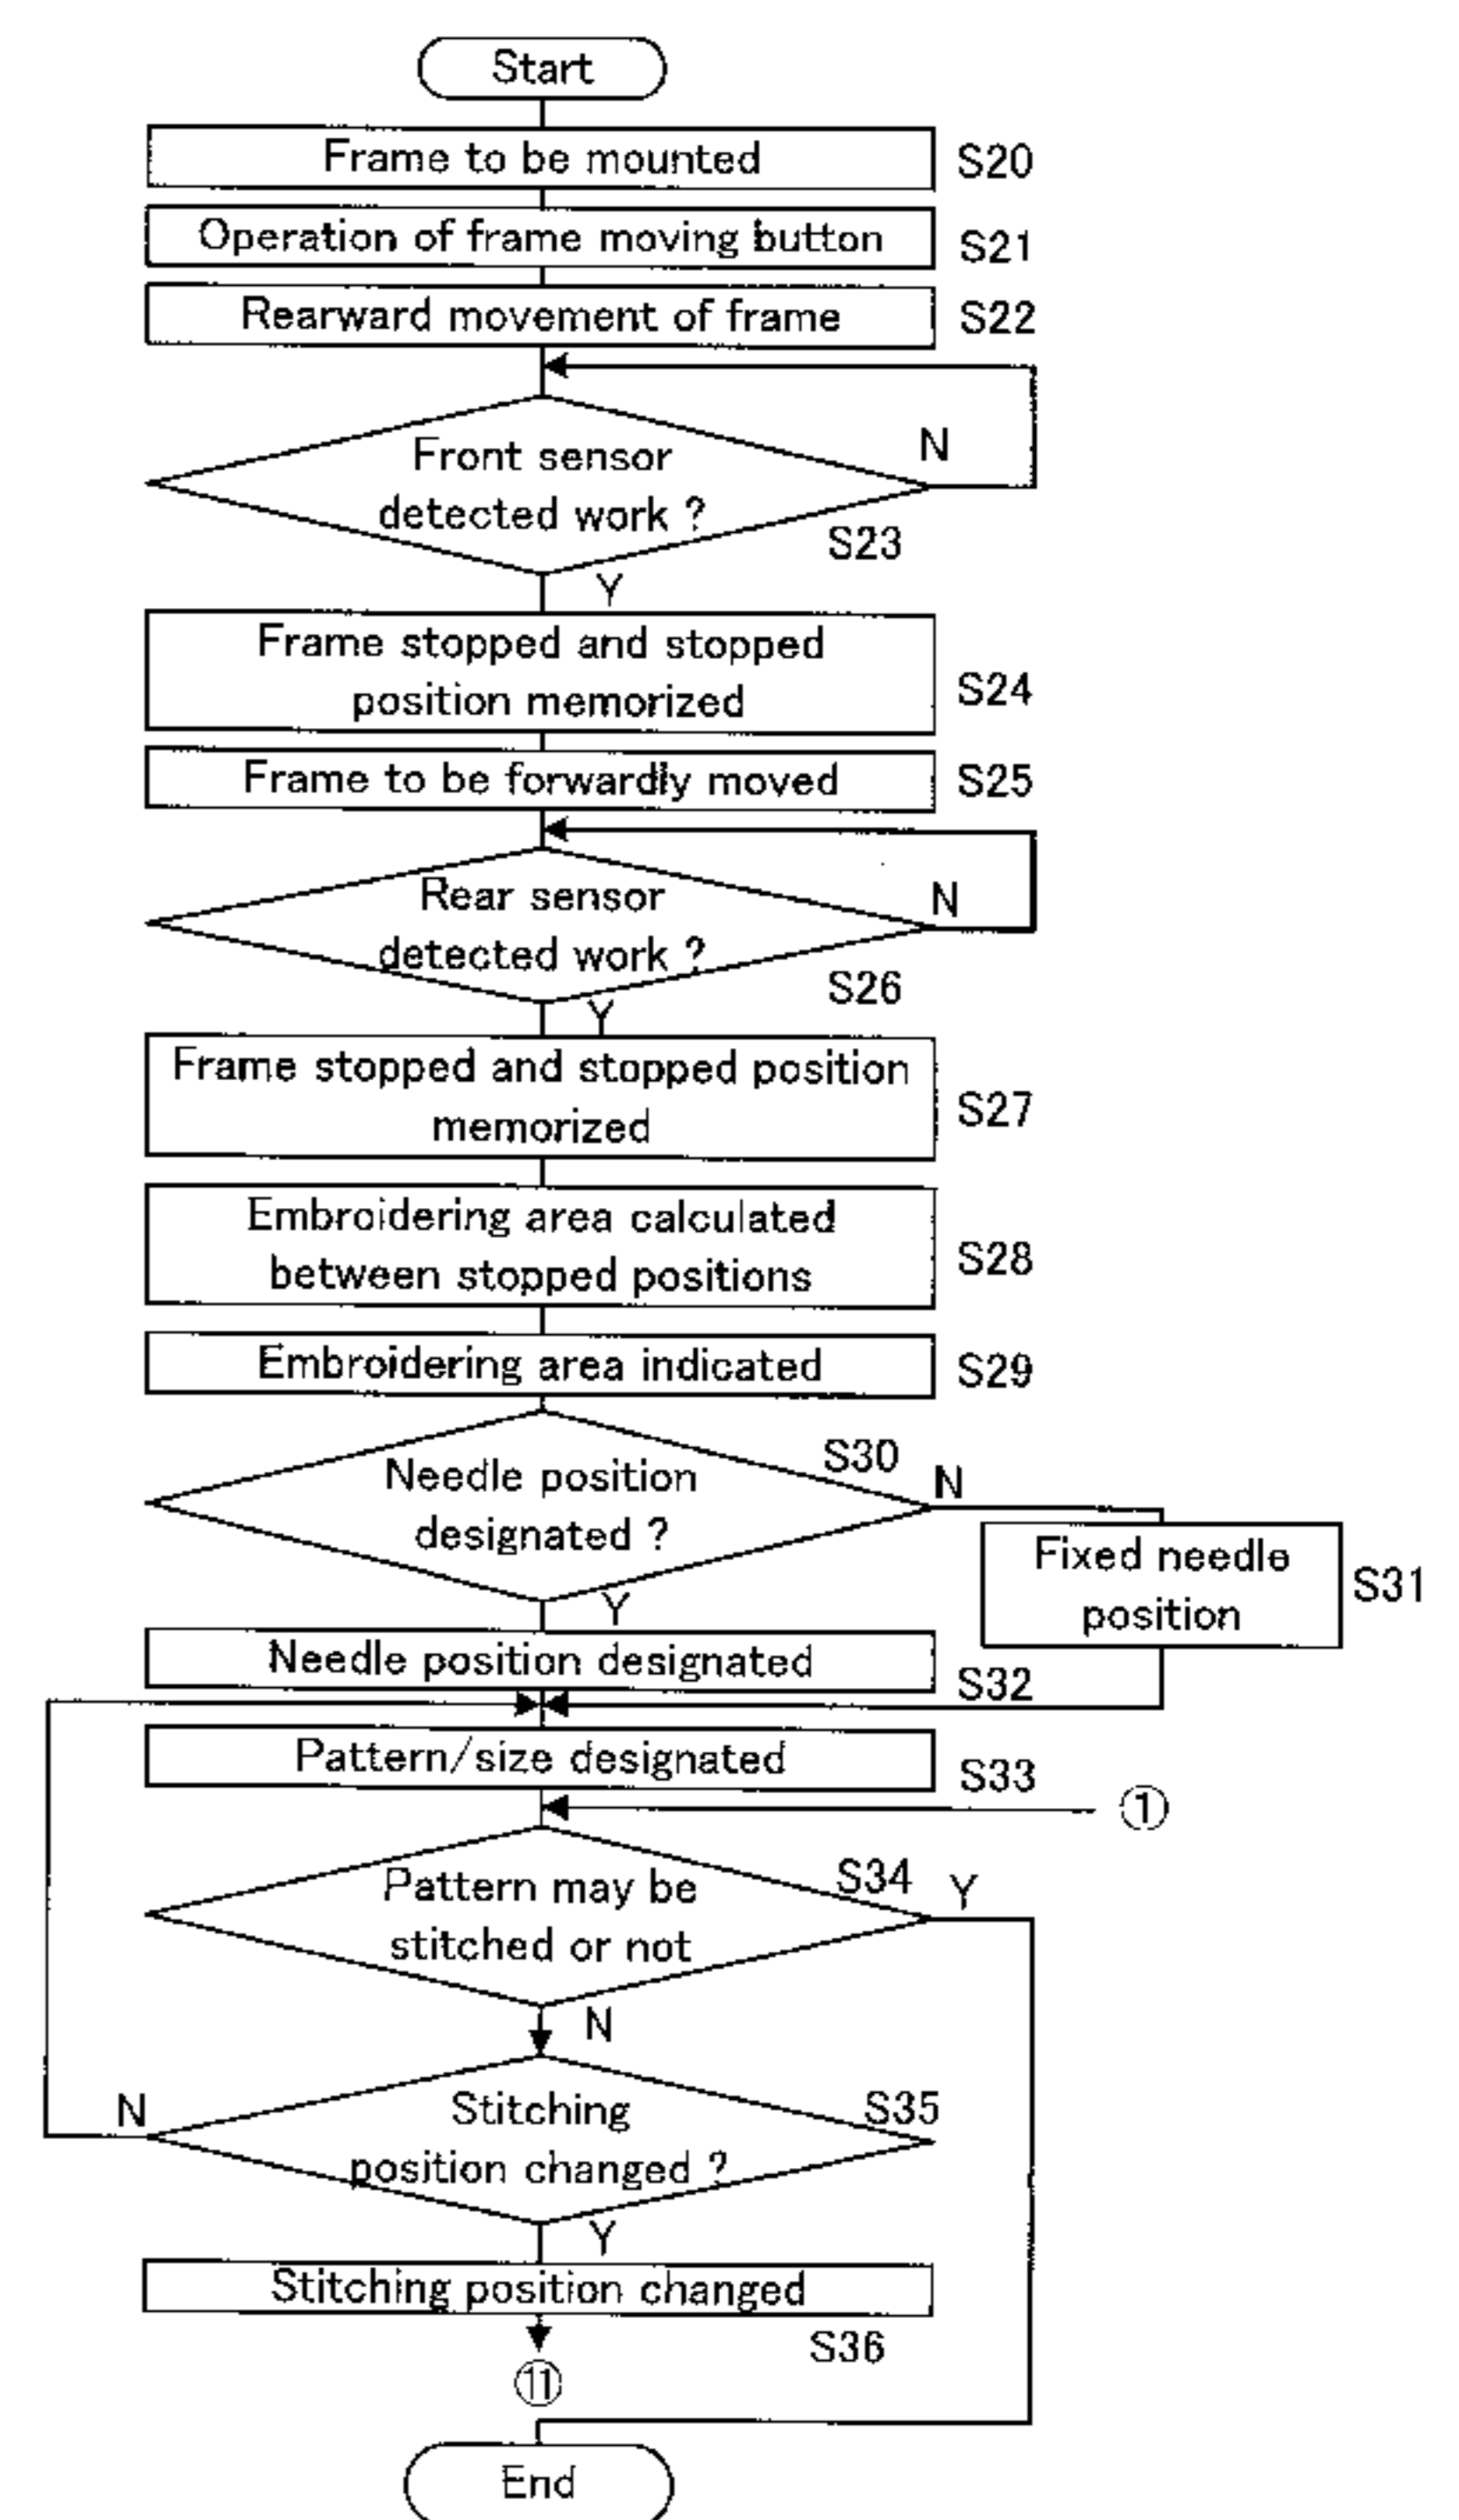 Start
Frame to be mounted
S20
Operation of frame moving button
S21
Rearward movement of frame
S22
Front sensor
detected work ?
N
S23
Y
Frame stopped and stopped
position memorized
S24
Frame to be forwardly moved
S25
Rear sensor
detected work ?
N
S26
Y
Frame stopped and stopped position
memorized
S27
Embroidering area calculated
between stopped positions
S28
Embroidering area indicated
S29
Needle position
designated ?
S30
N
Fixed needle
position
S31
Y
Needle position designated
S32
Pattern/size designated
S33
①
Pattern may be
stitched or not
S34
Y
N
Stitching
position changed ?
S35
N
Y
Stitching position changed
S36
⑪
End